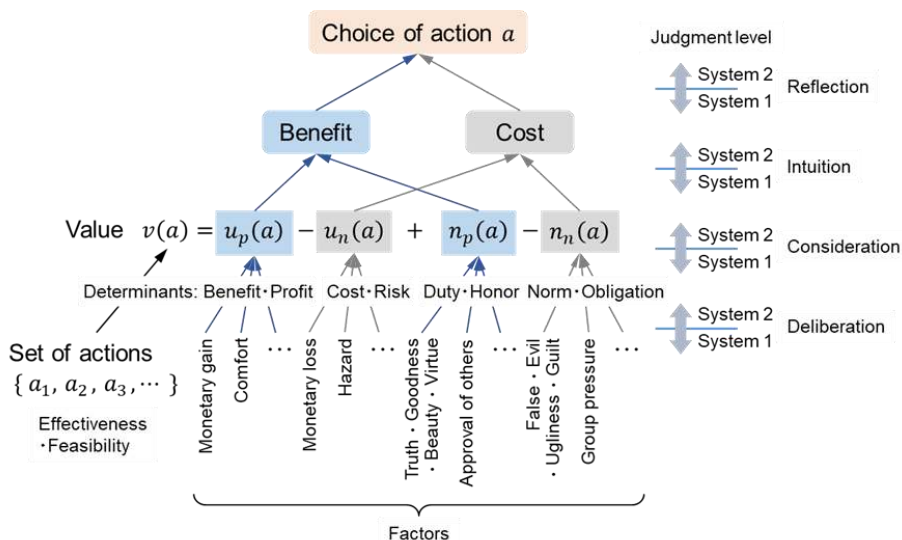 Choice of action a
Judgment level
System 2
System 1
Reflection
Benefit
Cost
System 2
System 1
Intuition
Value v(a) = u_p(a) − u_n(a) + n_p(a) − n_n(a)
System 2
System 1
Consideration
Determinants: Benefit・Profit
Cost・Risk
Duty・Honor
Norm・Obligation
System 2
System 1
Deliberation
Set of actions
{ a_1, a_2, a_3, ⋯ }
Effectiveness
・Feasibility
Monetary gain
Comfort
⋯
Monetary loss
Hazard
⋯
Truth・Goodness
・Beauty・Virtue
Approval of others
⋯
False・Evil
・Ugliness・Guilt
Group pressure
⋯
Factors